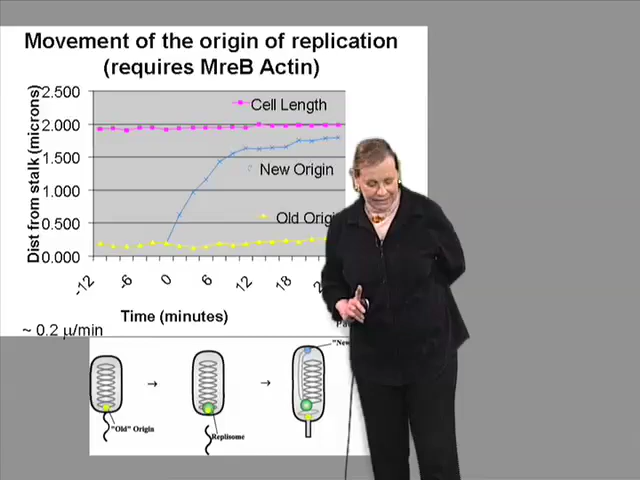 Movement of the origin of replication
(requires MreB Actin)
Dist from stalk (microns)
2.500
2.000
1.500
1.000
0.500
0.000
Cell Length
New Origin
Old Origi
-12
-6
0
6
12
18
Time (minutes)
~ 0.2 µ/min
"New
"Old" Origin
Replisome
→
→